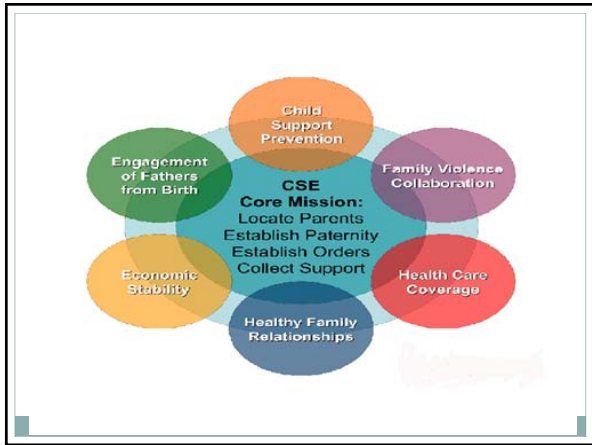 Child
Support
Prevention
Engagement
of Fathers
from Birth
Family Violence
Collaboration
CSE
Core Mission:
Locate Parents
Establish Paternity
Establish Orders
Collect Support
Economic
Stability
Health Care
Coverage
Healthy Family
Relationships